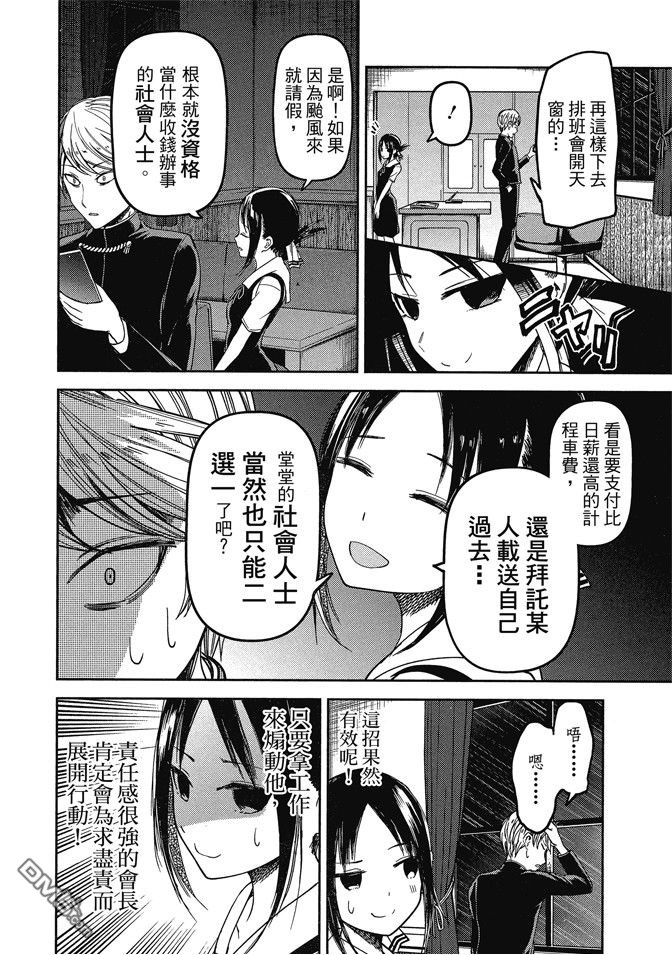 再這樣下去
排班會開天
窗的…
！
ニヤリ
是啊！如果
因為颱風來
就請假，
根本就沒資格
當什麼收錢辦事
的社會人士。
看是要支付比
日薪還高的計
程車費，
還是拜託某
人載送自己
過去…
堂堂的社會人士
當然也只能二
選一了吧？
唔……
嗯……
這招果然
有效呢！
只要拿工作
來煽動他，
責任感很強的會長
肯定會為求盡責而
展開行動！